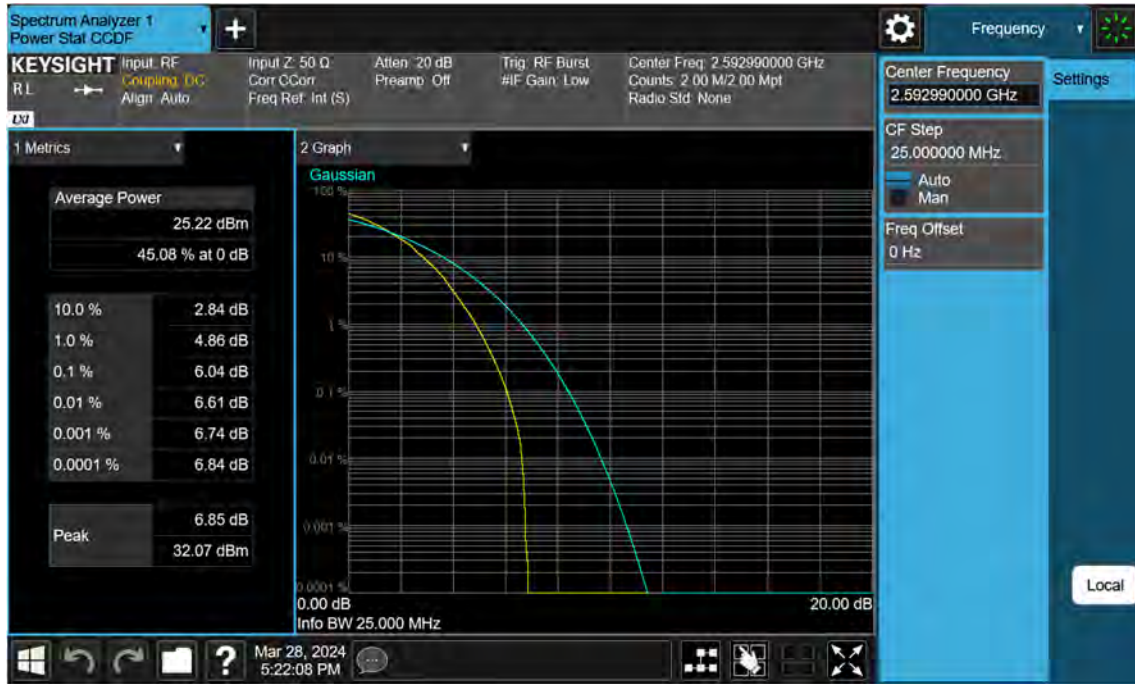 Spectrum Analyzer 1
Power Stat CCDF
Frequency
KEYSIGHT
RL
LXI
Input: RF
Coupling: DC
Align: Auto
Input Z: 50 Ω
Corr CCorr
Freq Ref: Int (S)
Atten: 20 dB
Preamp: Off
Trig: RF Burst
#IF Gain: Low
Center Freq: 2.592990000 GHz
Counts: 2.00 M/2.00 Mpt
Radio Std: None
Center Frequency
2.592990000 GHz
Settings
CF Step
25.000000 MHz
Auto
Man
Freq Offset
0 Hz
1 Metrics
Average Power
25.22 dBm
45.08 % at 0 dB
10.0 % 2.84 dB
1.0 % 4.86 dB
0.1 % 6.04 dB
0.01 % 6.61 dB
0.001 % 6.74 dB
0.0001 % 6.84 dB
Peak
6.85 dB
32.07 dBm
2 Graph
Gaussian
100 %
10 %
1 %
0.1 %
0.01 %
0.001 %
0.0001 %
0.00 dB 20.00 dB
Info BW 25.000 MHz
Local
?
Mar 28, 2024
5:22:08 PM